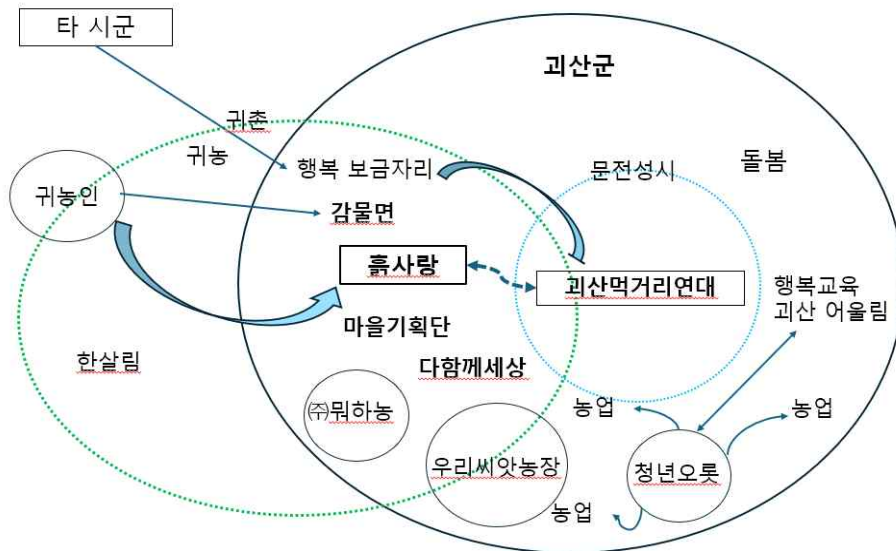 타 시군
괴산군
귀촌
귀농
행복 보금자리
문전성시
돌봄
귀농인
감물면
흙사랑
괴산먹거리연대
행복교육
괴산 어울림
마을기획단
한살림
다함께세상
㈜뭐하농
농업
농업
우리씨앗농장
청년오롯
농업